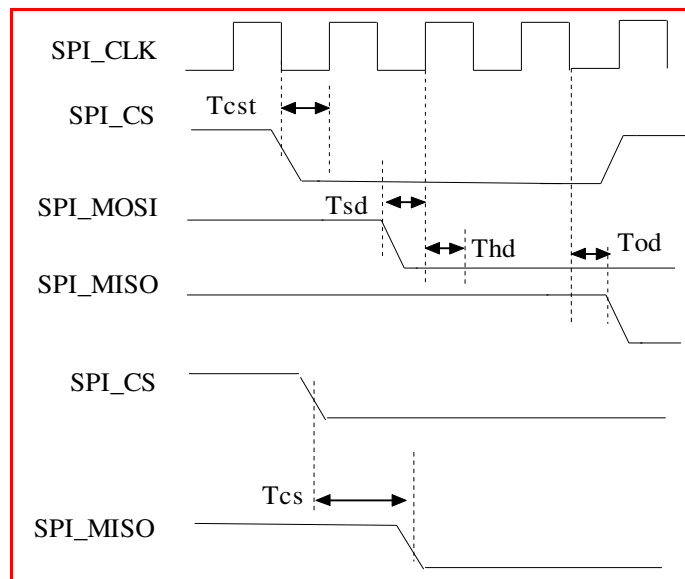 SPI_CLK
Tcst
SPI_CS
SPI_MOSI
Tsd
Thd
Tod
SPI_MISO
SPI_CS
Tcs
SPI_MISO